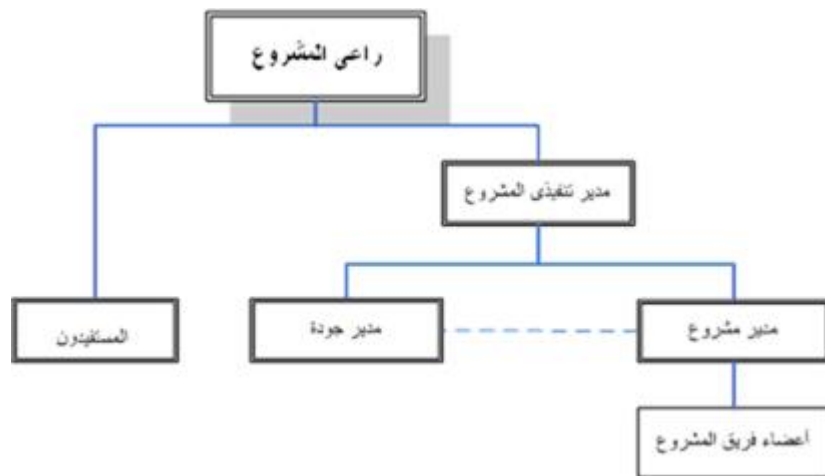 راعى المشروع
مدير تنفيذى المشروع
مدير مشروع
مدير جودة
المستفيدون
أعضاء فريق المشروع